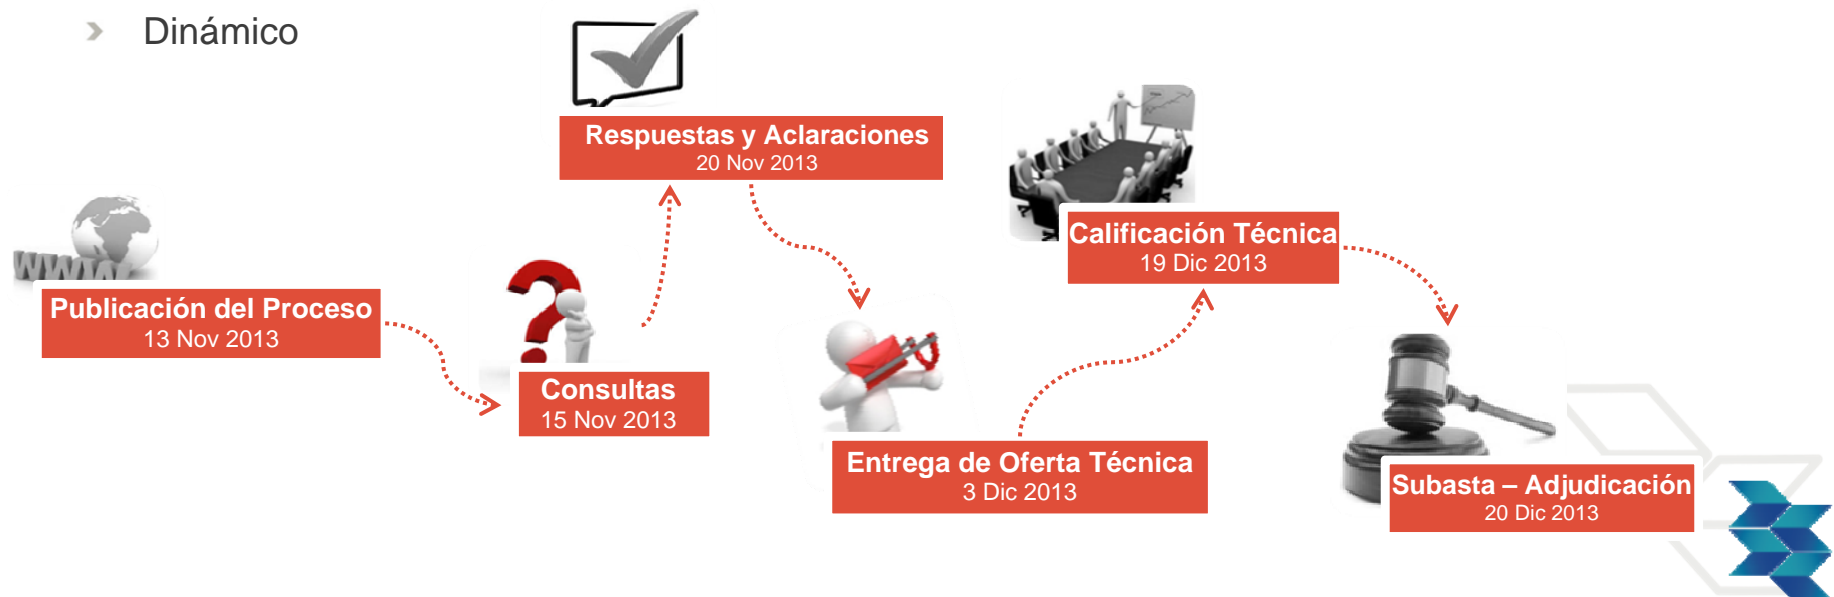 Dinámico
Respuestas y Aclaraciones
20 Nov 2013
Calificación Técnica
19 Dic 2013
WWW
Publicación del Proceso
13 Nov 2013
Consultas
15 Nov 2013
Entrega de Oferta Técnica
3 Dic 2013
Subasta – Adjudicación
20 Dic 2013